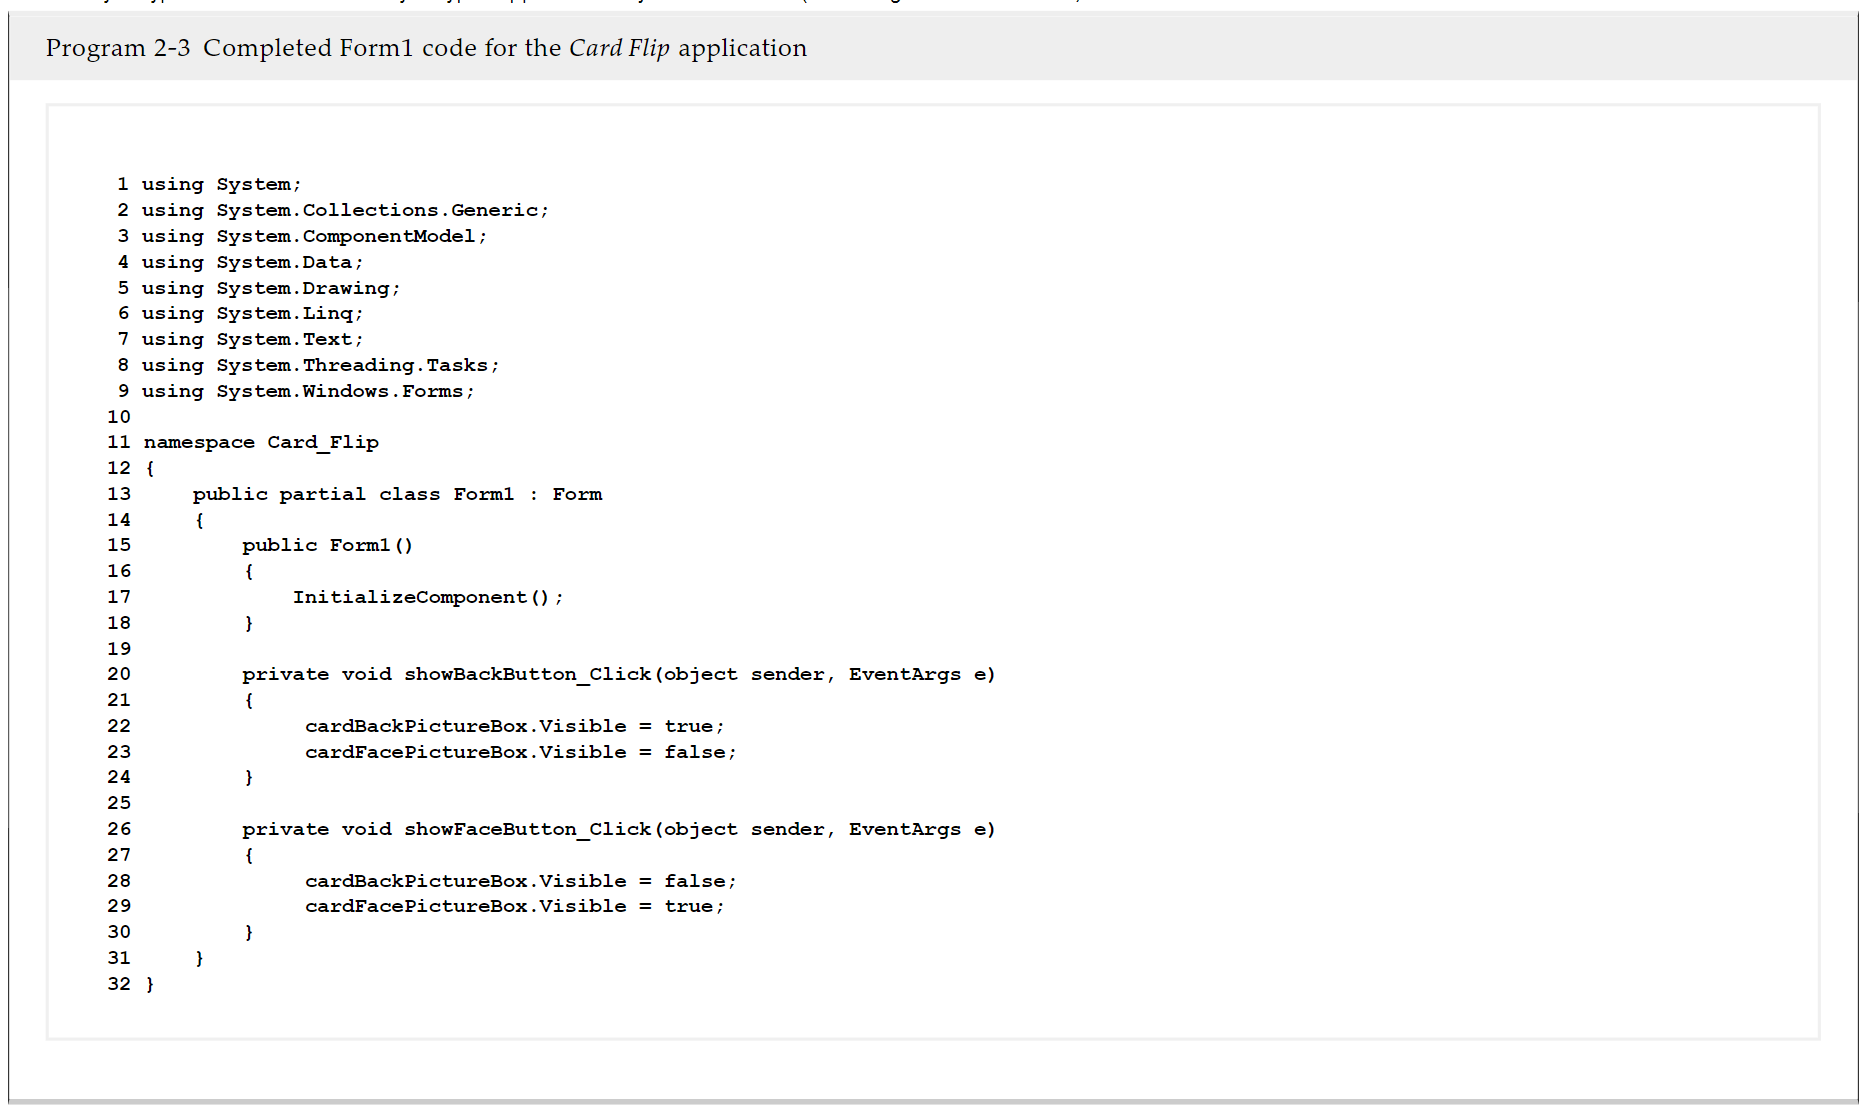 Program 2-3 Completed Form1 code for the Card Flip application
1 using System;
2 using System.Collections.Generic;
3 using System.ComponentModel;
4 using System.Data;
5 using System.Drawing;
6 using System.Linq;
7 using System.Text;
8 using System.Threading.Tasks;
9 using System.Windows.Forms;
10
11 namespace Card_Flip
12 {
13     public partial class Form1 : Form
14     {
15         public Form1()
16         {
17             InitializeComponent();
18         }
19
20         private void showBackButton_Click(object sender, EventArgs e)
21         {
22              cardBackPictureBox.Visible = true;
23              cardFacePictureBox.Visible = false;
24         }
25
26         private void showFaceButton_Click(object sender, EventArgs e)
27         {
28              cardBackPictureBox.Visible = false;
29              cardFacePictureBox.Visible = true;
30         }
31     }
32 }